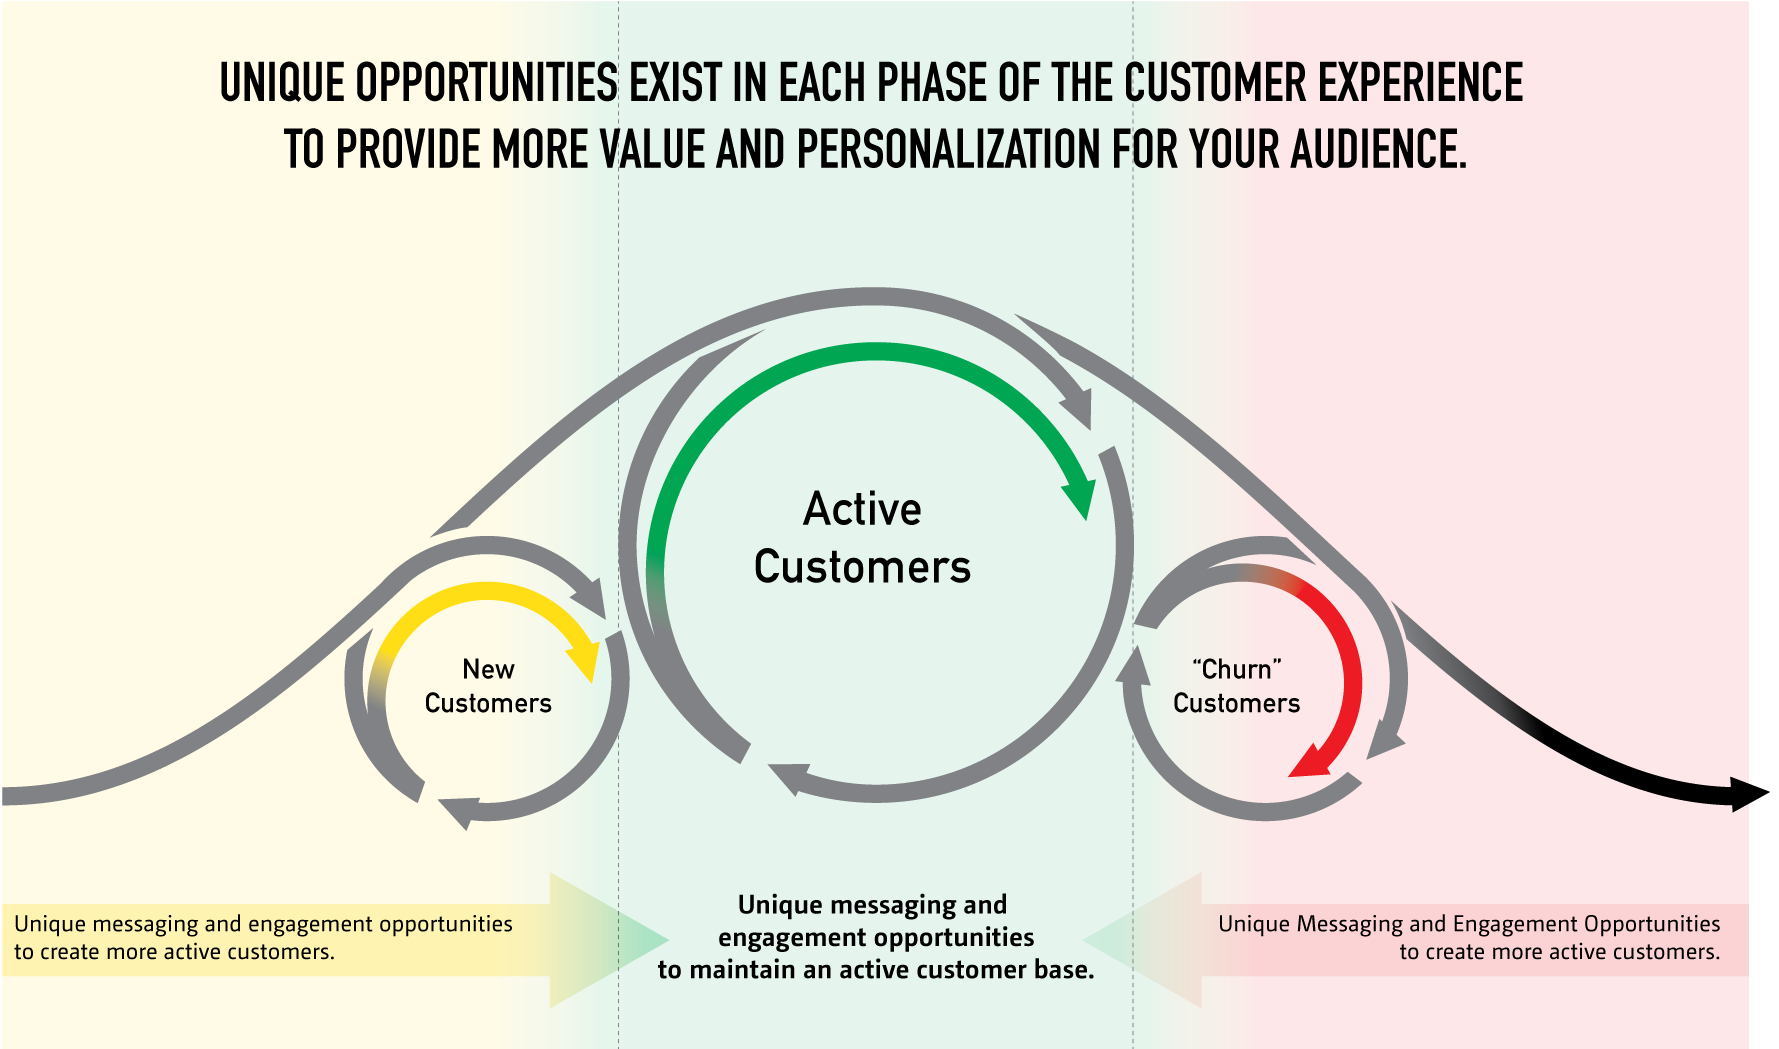 UNIQUE OPPORTUNITIES EXIST IN EACH PHASE OF THE CUSTOMER EXPERIENCE
TO PROVIDE MORE VALUE AND PERSONALIZATION FOR YOUR AUDIENCE.
Active
Customers
New
Customers
“Churn”
Customers
Unique messaging and engagement opportunities
to create more active customers.
Unique messaging and
engagement opportunities
to maintain an active customer base.
Unique Messaging and Engagement Opportunities
to create more active customers.